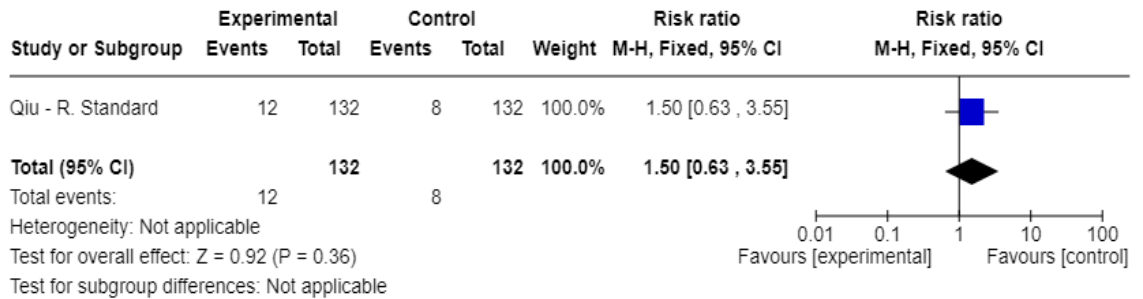 Experimental Control Risk ratio Risk ratio
Study or Subgroup Events Total Events Total Weight M-H, Fixed, 95% CI M-H, Fixed, 95% CI
Qiu - R. Standard 12 132 8 132 100.0% 1.50 [0.63 , 3.55]
Total (95% CI) 132 132 100.0% 1.50 [0.63 , 3.55]
Total events: 12 8
Heterogeneity: Not applicable
Test for overall effect: Z = 0.92 (P = 0.36)
Test for subgroup differences: Not applicable
0.01 0.1 1 10 100
Favours [experimental] Favours [control]